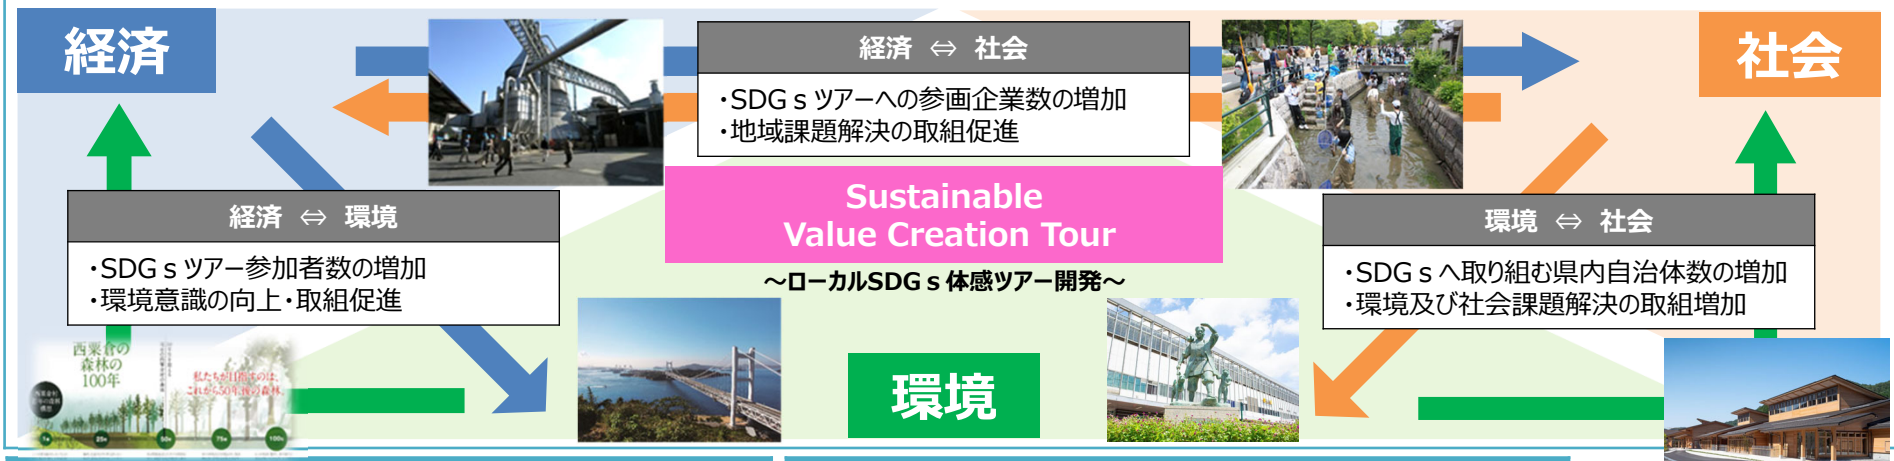 経済
社会
経済 ⇔ 社会
・SDGｓツアーへの参画企業数の増加
・地域課題解決の取組促進
経済 ⇔ 環境
・SDGｓツアー参加者数の増加
・環境意識の向上・取組促進
Sustainable
Value Creation Tour
～ローカルSDGｓ体感ツアー開発～
環境 ⇔ 社会
・SDGｓへ取り組む県内自治体数の増加
・環境及び社会課題解決の取組増加
環境
西粟倉の
森林の
100年
私たちが目指すのは、
これから50年後の森林。